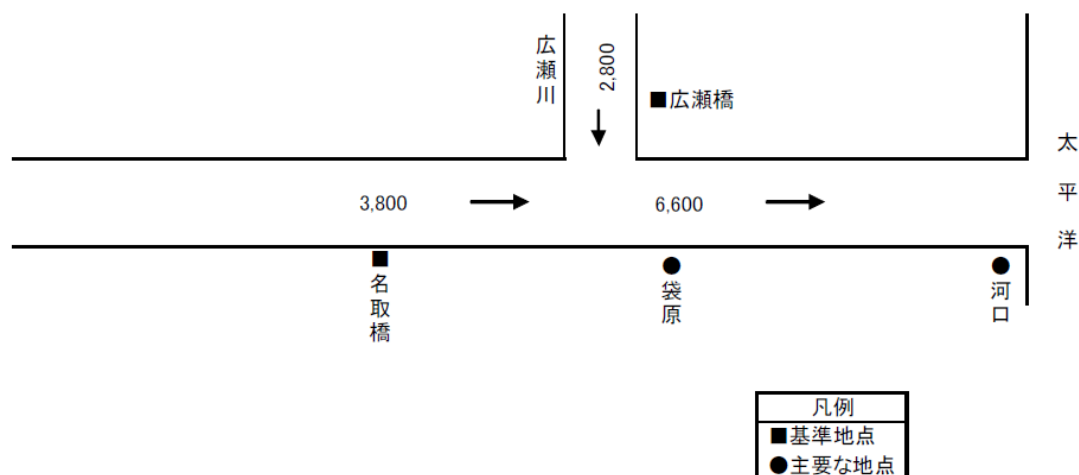 広瀬川
2,800
■広瀬橋
太平洋
3,800
6,600
■名取橋
●袋原
●河口
凡例
■基準地点
●主要な地点